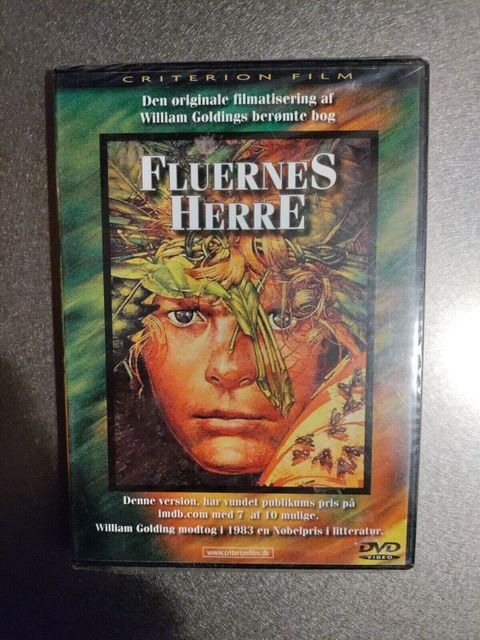 CRITERION FILM
Den originale filmatisering af
William Goldings berømte bog
FLUERNES
HERRE
Denne version, har vundet publikums pris på
imdb.com med 7 af 10 mulige.
William Golding modtog i 1983 en Nobelpris i litteratur.
www.criterionfilm.dk
DVD
VIDEO